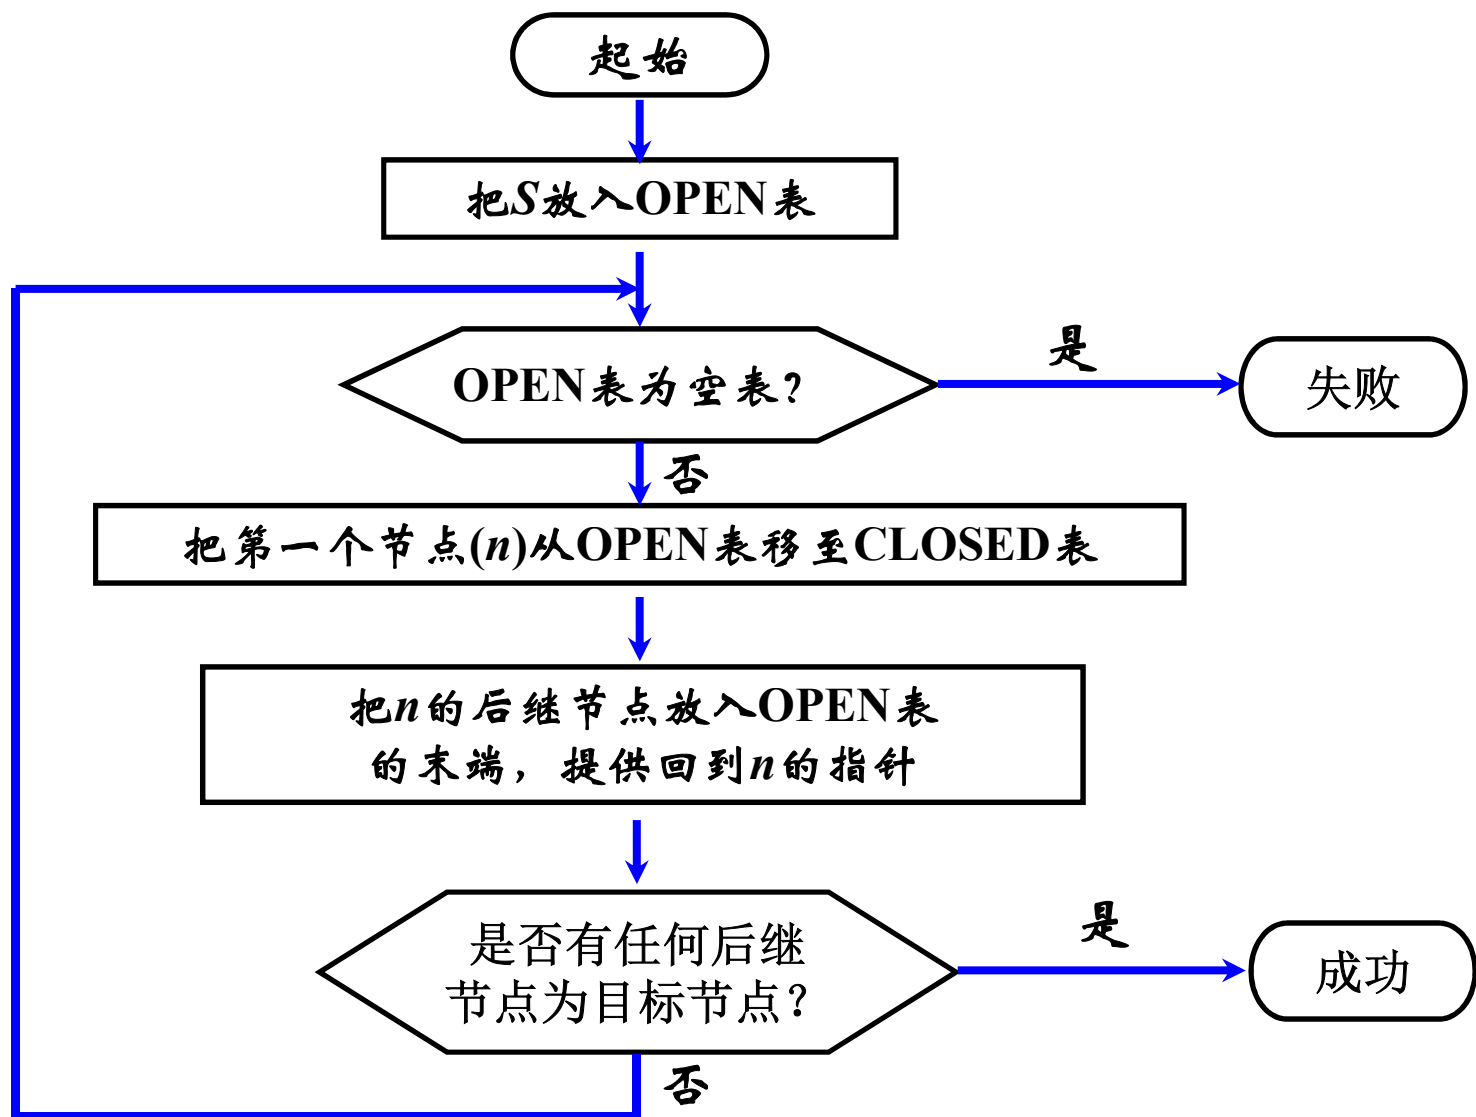 起始
把S放入OPEN表
OPEN表为空表？
是
失败
否
把第一个节点(n)从OPEN表移至CLOSED表
把n的后继节点放入OPEN表
的末端，提供回到n的指针
是否有任何后继
节点为目标节点？
是
成功
否